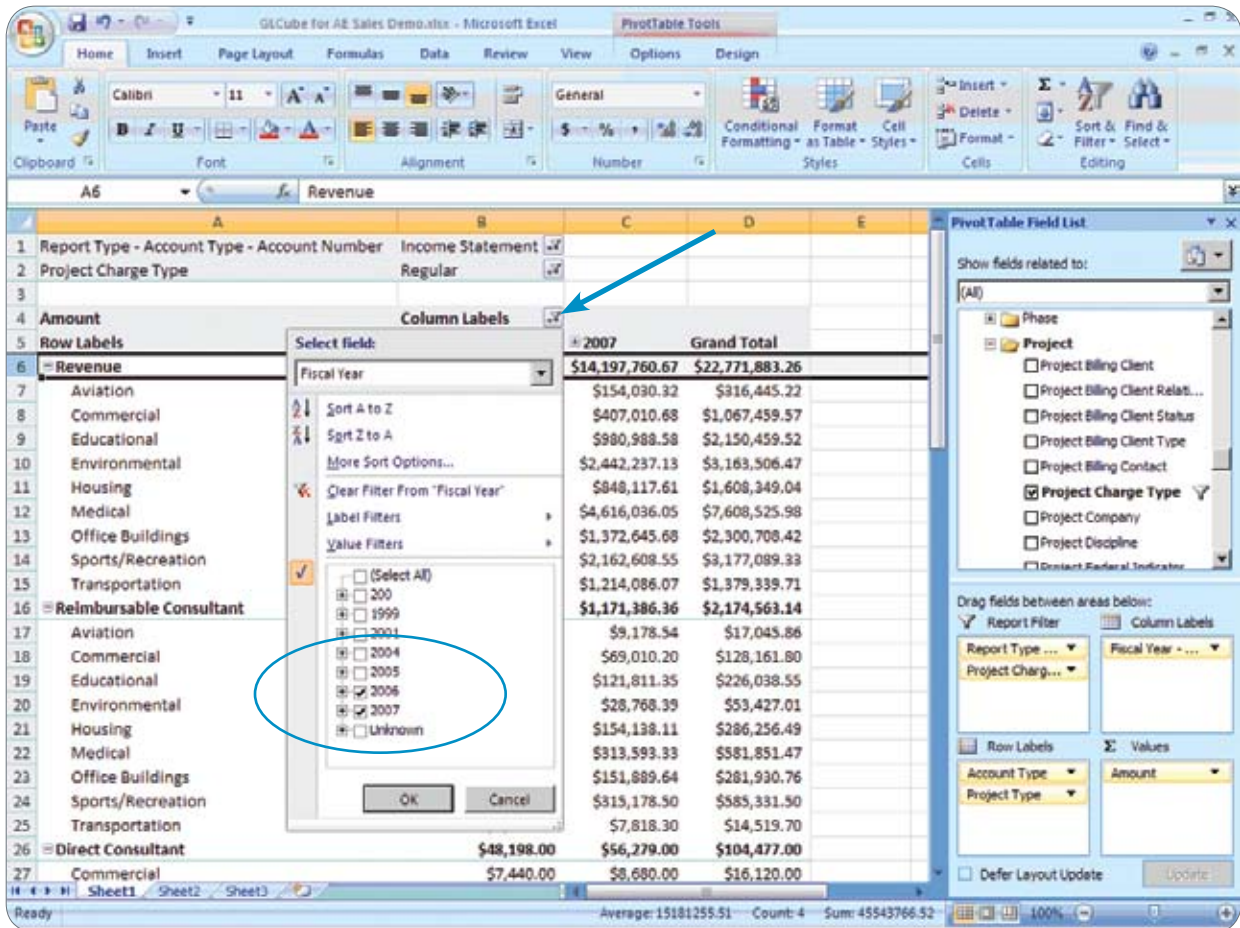 GLCube for AE Sales Demo.xlsx - Microsoft Excel PivotTable Tools
Home Insert Page Layout Formulas Data Review View Options Design
Paste
Clipboard
Calibri 11
B I U
Font
Alignment
General
$ % ,
Number
Conditional Formatting
Format as Table
Cell Styles
Styles
Insert
Delete
Format
Cells
Σ
Sort & Filter
Find & Select
Editing
A6 fx Revenue
A B C D E
1 Report Type - Account Type - Account Number Income Statement
2 Project Charge Type Regular
3
4 Amount Column Labels
5 Row Labels 2007 Grand Total
6 Revenue $14,197,760.67 $22,771,883.26
7 Aviation $154,030.32 $316,445.22
8 Commercial $407,010.68 $1,067,459.57
9 Educational $980,988.58 $2,150,459.52
10 Environmental $2,442,237.13 $3,163,506.47
11 Housing $848,117.61 $1,608,349.04
12 Medical $4,616,036.05 $7,608,525.98
13 Office Buildings $1,372,645.68 $2,300,708.42
14 Sports/Recreation $2,162,608.55 $3,177,089.33
15 Transportation $1,214,086.07 $1,379,339.71
16 Reimbursable Consultant $1,171,386.36 $2,174,563.14
17 Aviation $9,178.54 $17,045.86
18 Commercial $69,010.20 $128,161.80
19 Educational $121,811.35 $226,038.55
20 Environmental $28,768.39 $53,427.01
21 Housing $154,138.11 $286,256.49
22 Medical $313,593.33 $581,851.47
23 Office Buildings $151,889.64 $281,930.76
24 Sports/Recreation $315,178.50 $585,331.50
25 Transportation $7,818.30 $14,519.70
26 Direct Consultant $48,198.00 $56,279.00 $104,477.00
27 Commercial $7,440.00 $8,680.00 $16,120.00
Select field:
Fiscal Year
Sort A to Z
Sort Z to A
More Sort Options...
Clear Filter From "Fiscal Year"
Label Filters
Value Filters
(Select All)
200
1999
2001
2004
2005
2006
2007
Unknown
OK Cancel
PivotTable Field List
Show fields related to:
(All)
Phase
Project
Project Billing Client
Project Billing Client Relati...
Project Billing Client Status
Project Billing Client Type
Project Billing Contact
Project Charge Type
Project Company
Project Discipline
Project Federal Indicator
Drag fields between areas below:
Report Filter Column Labels
Report Type ... Fiscal Year - ...
Project Charg...
Row Labels Σ Values
Account Type Amount
Project Type
Defer Layout Update Update
Sheet1 Sheet2 Sheet3
Ready Average: 15181255.51 Count: 4 Sum: 45543766.52 100%